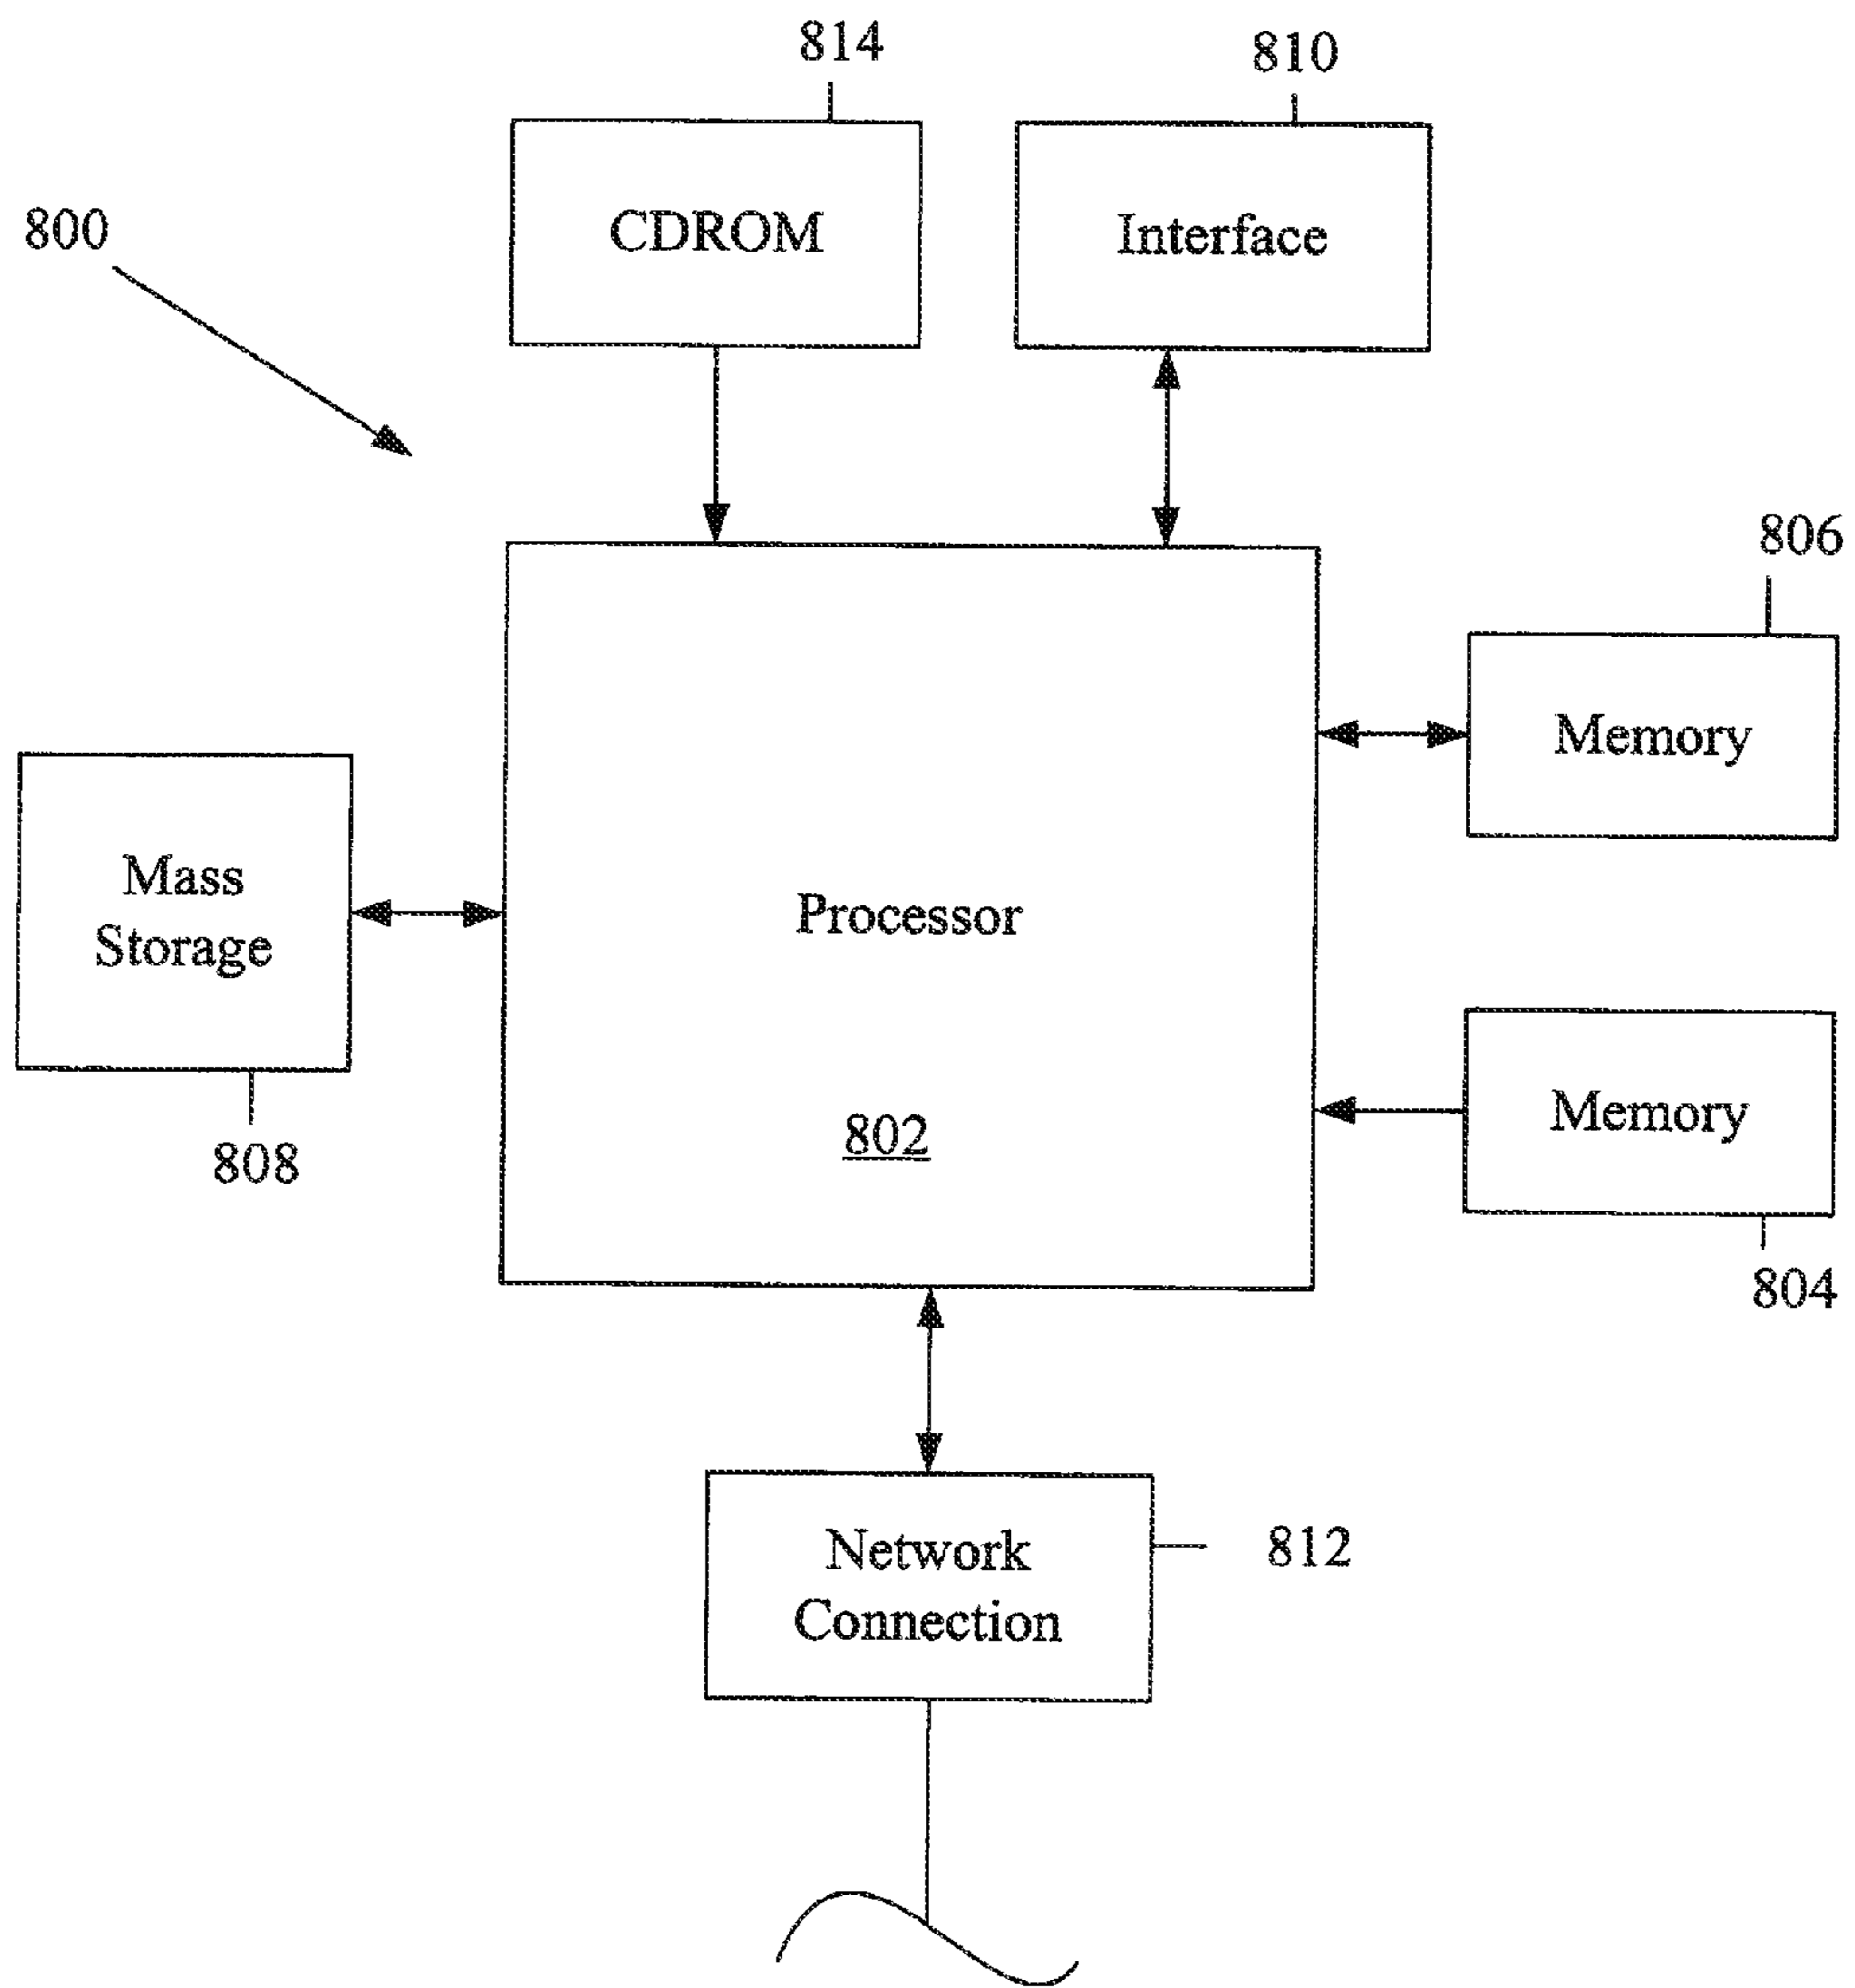 814
810
800
CDROM
Interface
806
Memory
Mass
Storage
Processor
Memory
802
808
804
Network
Connection
812